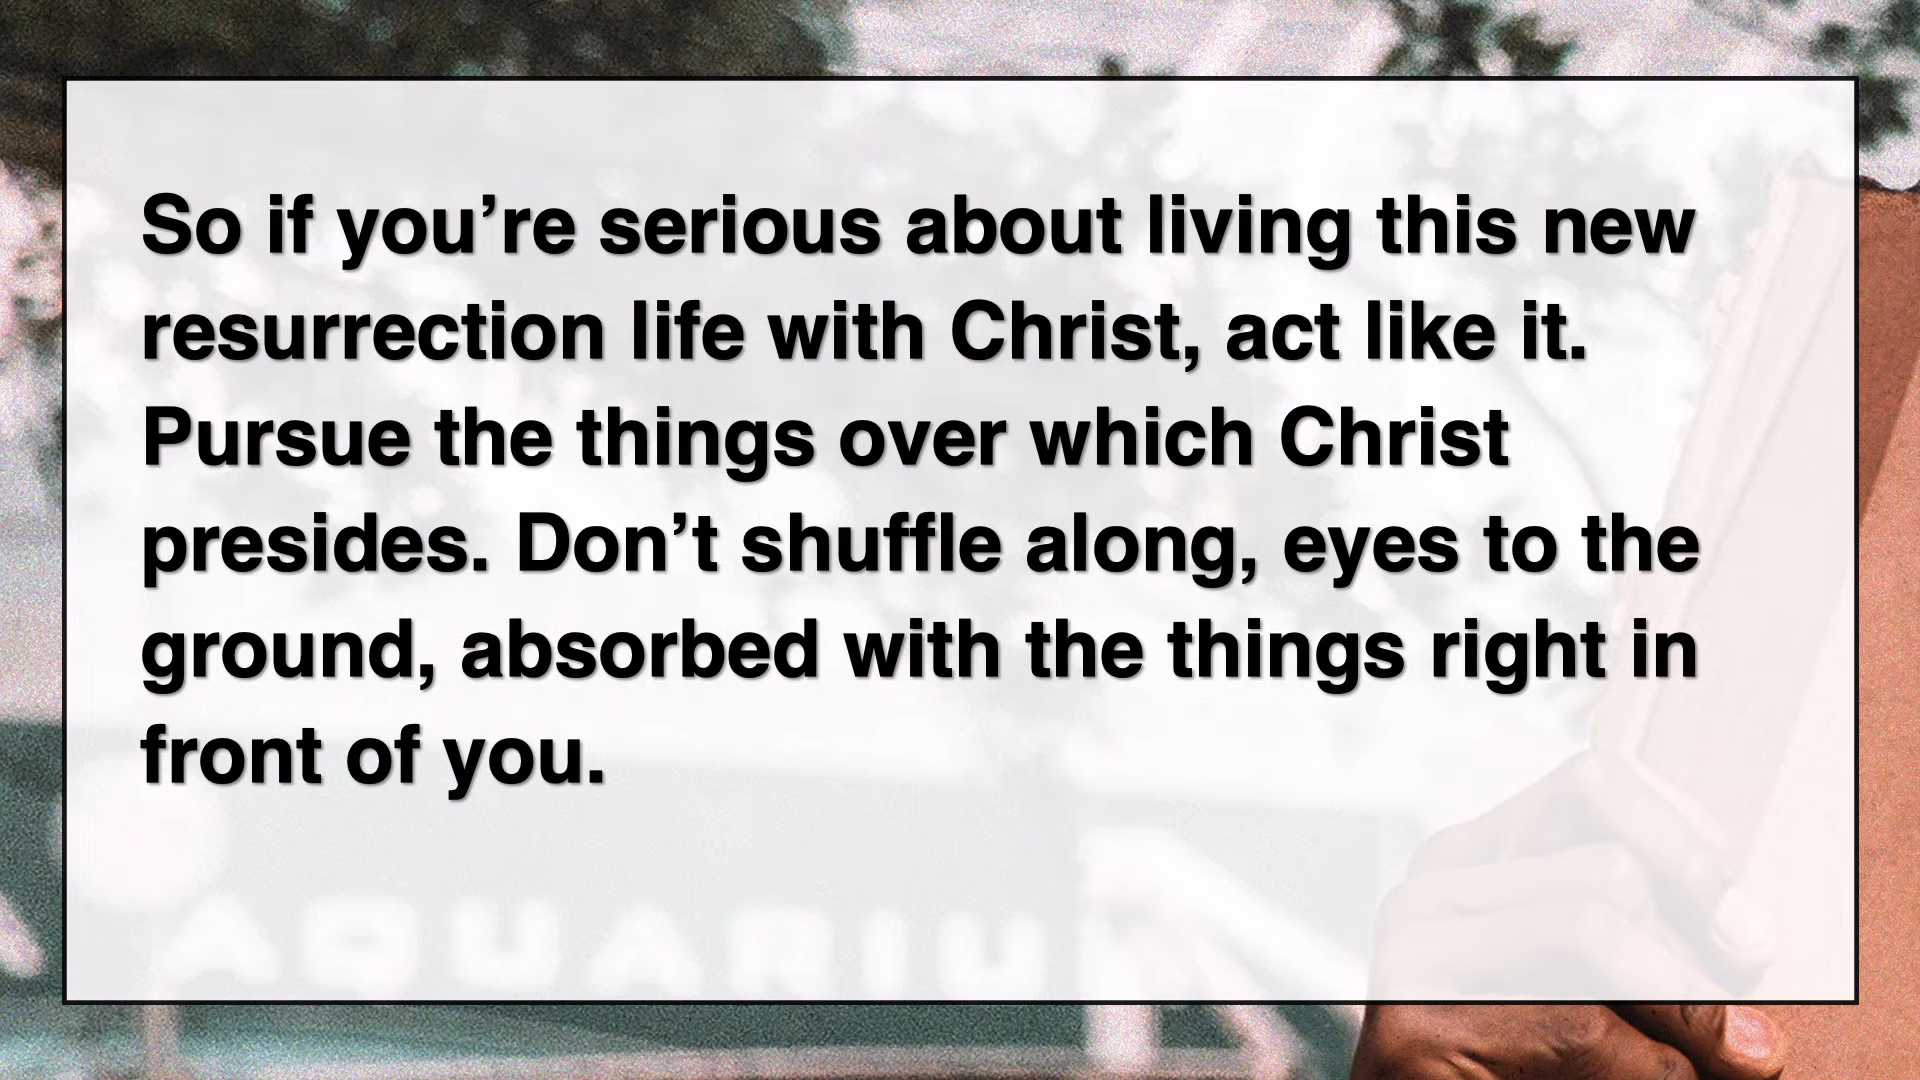 So if you’re serious about living this new
resurrection life with Christ, act like it.
Pursue the things over which Christ
presides. Don’t shuffle along, eyes to the
ground, absorbed with the things right in
front of you.
AQUARIU